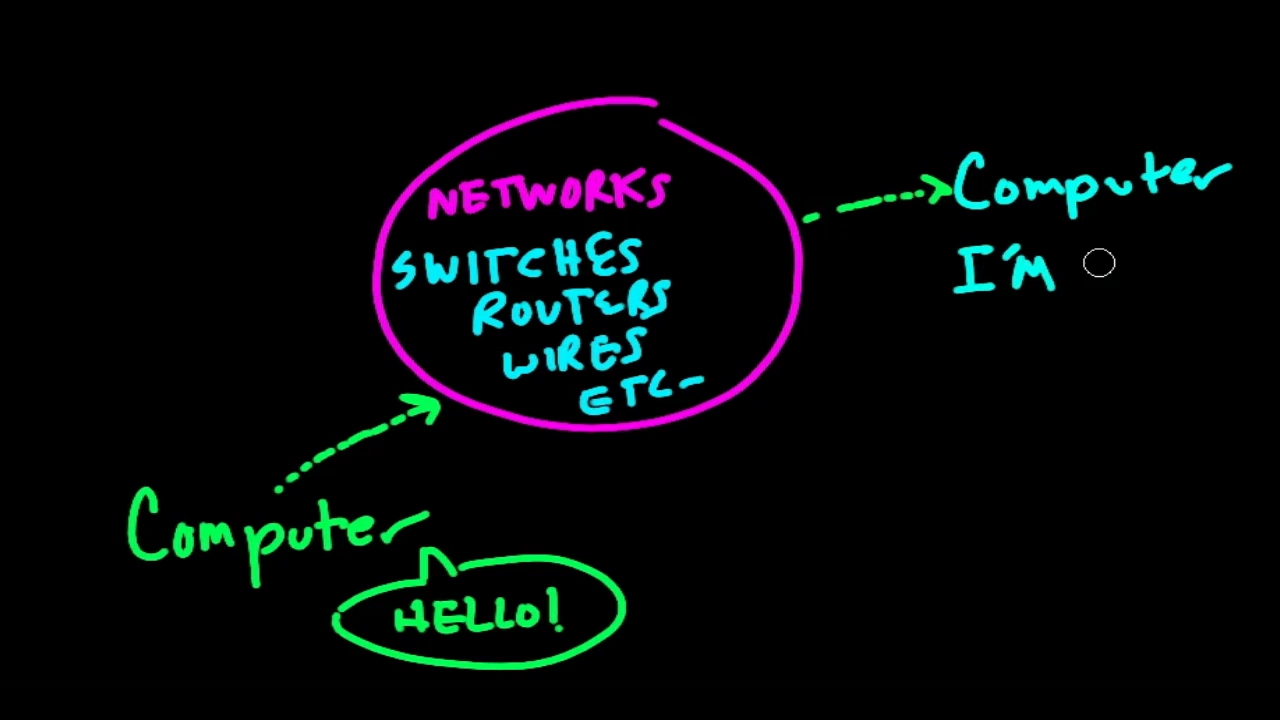 NETWORKS
SWITCHES
ROUTERS
WIRES
ETC-
Computer
I'M
Computer
HELLO!